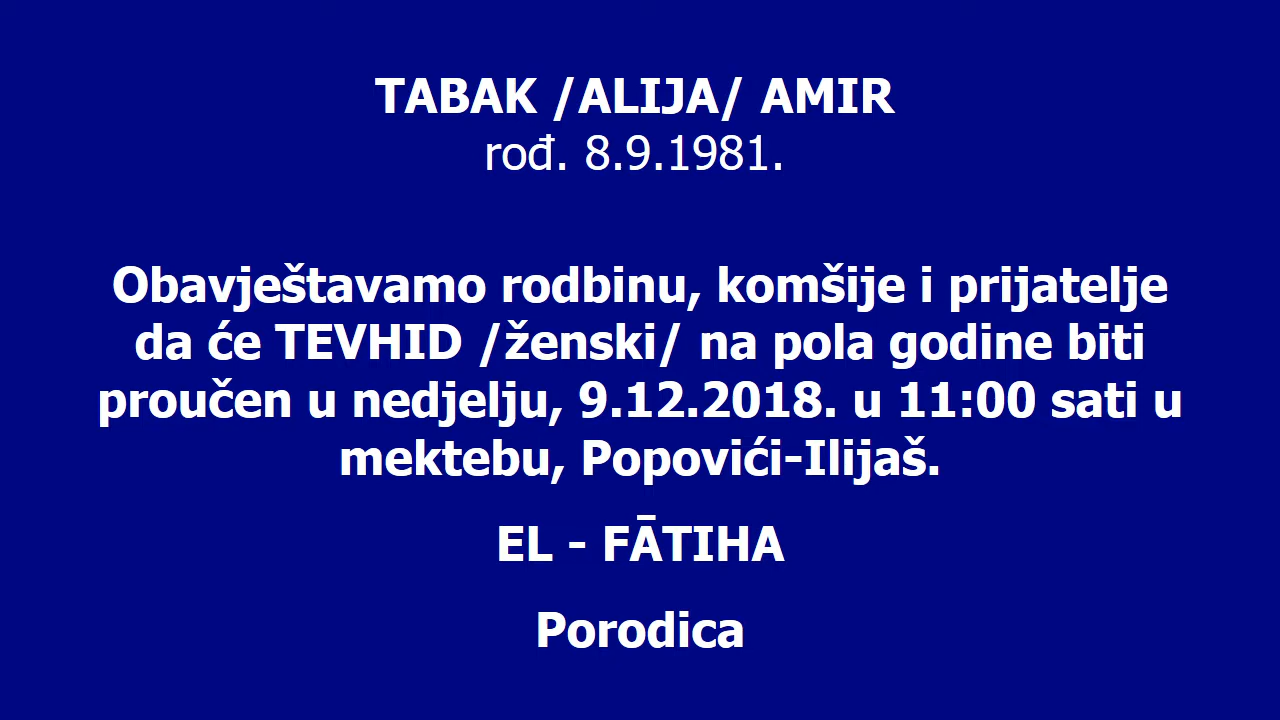 TABAK /ALIJA/ AMIR
rođ. 8.9.1981.
Obavještavamo rodbinu, komšije i prijatelje
da će TEVHID /ženski/ na pola godine biti
proučen u nedjelju, 9.12.2018. u 11:00 sati u
mektebu, Popovići-Ilijaš.
EL - FĀTIHA
Porodica